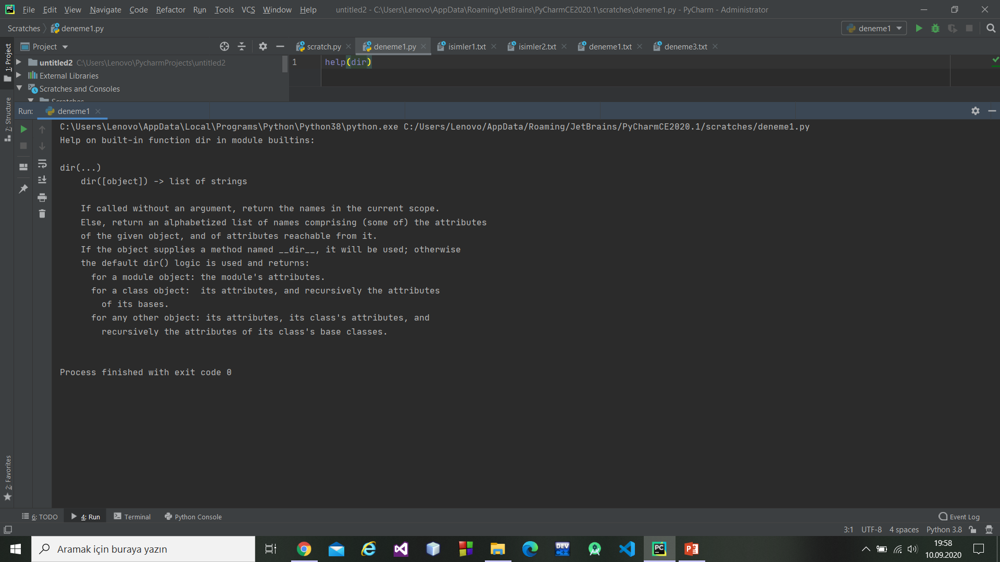 File Edit View Navigate Code Refactor Run Tools VCS Window Help untitled2 - C:\Users\Lenovo\AppData\Roaming\JetBrains\PyCharmCE2020.1\scratches\deneme1.py - PyCharm - Administrator
Scratches deneme1.py deneme1
Project scratch.py deneme1.py isimler1.txt isimler2.txt deneme1.txt deneme3.txt
1: Project
untitled2 C:\Users\Lenovo\PycharmProjects\untitled2
1 help(dir)
External Libraries
Scratches and Consoles
Scratches
7: Structure
Run: deneme1
C:\Users\Lenovo\AppData\Local\Programs\Python\Python38\python.exe C:/Users/Lenovo/AppData/Roaming/JetBrains/PyCharmCE2020.1/scratches/deneme1.py
Help on built-in function dir in module builtins:
dir(...)
dir([object]) -> list of strings
If called without an argument, return the names in the current scope.
Else, return an alphabetized list of names comprising (some of) the attributes
of the given object, and of attributes reachable from it.
If the object supplies a method named __dir__, it will be used; otherwise
the default dir() logic is used and returns:
for a module object: the module's attributes.
for a class object:  its attributes, and recursively the attributes
of its bases.
for any other object: its attributes, its class's attributes, and
recursively the attributes of its class's base classes.
Process finished with exit code 0
2: Favorites
6: TODO 4: Run Terminal Python Console Event Log
3:1 UTF-8 4 spaces Python 3.8
Aramak için buraya yazın
DEV C++
PC
P
19:58
10.09.2020